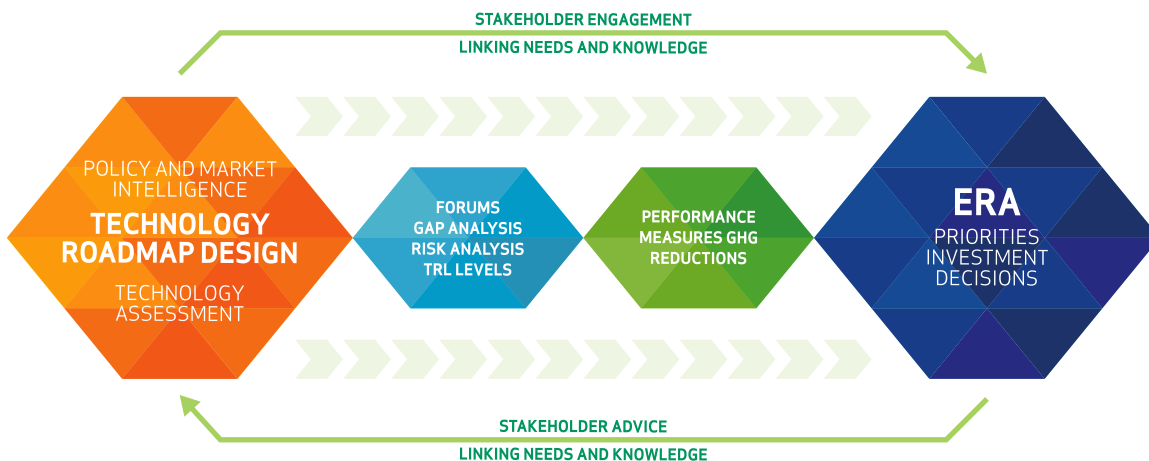 STAKEHOLDER ENGAGEMENT
LINKING NEEDS AND KNOWLEDGE
POLICY AND MARKET
INTELLIGENCE
TECHNOLOGY
ROADMAP DESIGN
TECHNOLOGY
ASSESSMENT
FORUMS
GAP ANALYSIS
RISK ANALYSIS
TRL LEVELS
PERFORMANCE
MEASURES GHG
REDUCTIONS
ERA
PRIORITIES
INVESTMENT
DECISIONS
STAKEHOLDER ADVICE
LINKING NEEDS AND KNOWLEDGE